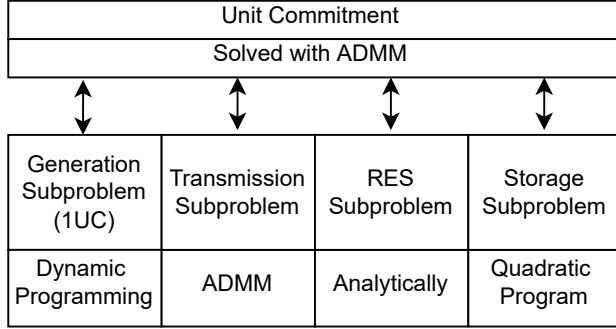 Unit Commitment
Solved with ADMM
Generation
Subproblem
(1UC)
Transmission
Subproblem
RES
Subproblem
Storage
Subproblem
Dynamic
Programming
ADMM
Analytically
Quadratic
Program